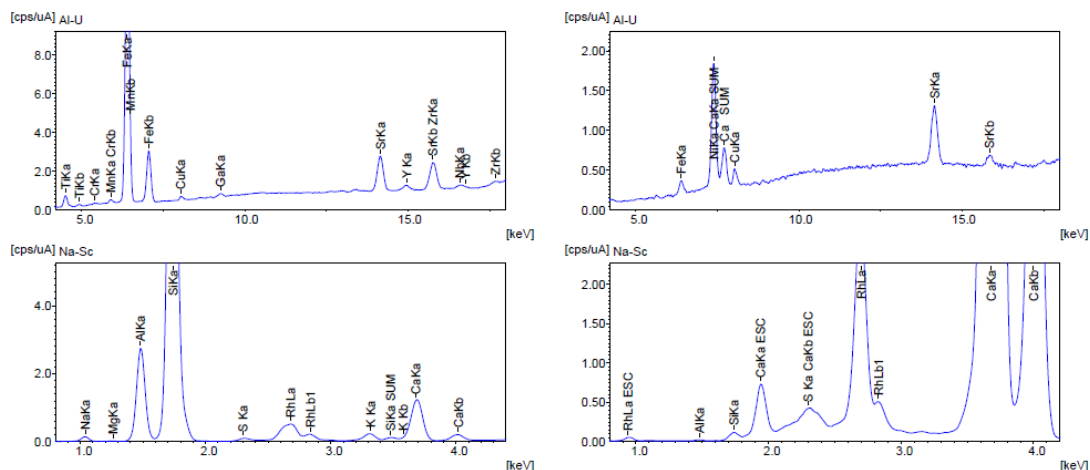 [cps/uA] Al-U
8.0
6.0
4.0
2.0
0.0
TiKa
TiKb
CrKa
MnKa CrKb
FeKa
MnKb
FeKb
CuKa
GaKa
SrKa
Y Ka
SrKb ZrKa
NbKa
Y Kb
ZrKb
5.0 15.0
[keV]
[cps/uA] Al-U
2.00
1.50
1.00
0.50
0.00
FeKa
NiKa CaKa SUM
Ca SUM
CuKa
SrKa
SrKb
5.0 10.0 15.0
[keV]
[cps/uA] Na-Sc
4.0
2.0
0.0
NaKa
MgKa
AlKa
SiKa
S Ka
RhLa
RhLb1
K Ka
SiKa SUM
K Kb
CaKa
CaKb
1.0 2.0 3.0 4.0
[keV]
[cps/uA] Na-Sc
2.00
1.50
1.00
0.50
0.00
RhLa ESC
AlKa
SiKa
CaKa ESC
S Ka CaKb ESC
RhLa
RhLb1
CaKa
CaKb
1.0 2.0 3.0 4.0
[keV]